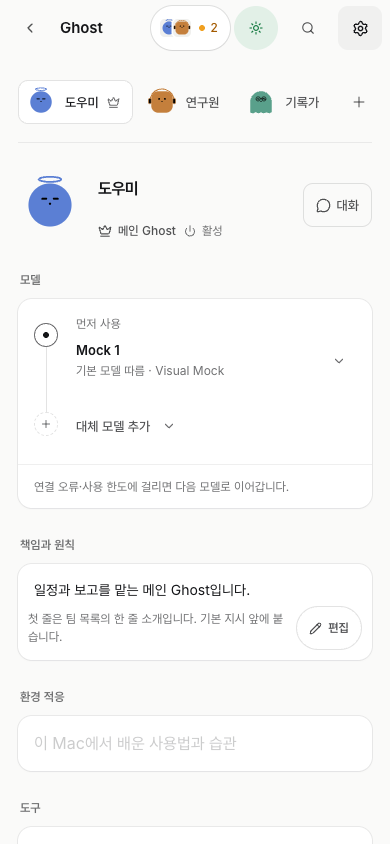 Ghost
2
도우미
연구원
기록가
도우미
메인 Ghost
활성
대화
모델
먼저 사용
Mock 1
기본 모델 따름 · Visual Mock
대체 모델 추가
연결 오류·사용 한도에 걸리면 다음 모델로 이어갑니다.
책임과 원칙
일정과 보고를 맡는 메인 Ghost입니다.
첫 줄은 팀 목록의 한 줄 소개입니다. 기본 지시 앞에 붙
습니다.
편집
환경 적응
이 Mac에서 배운 사용법과 습관
도구